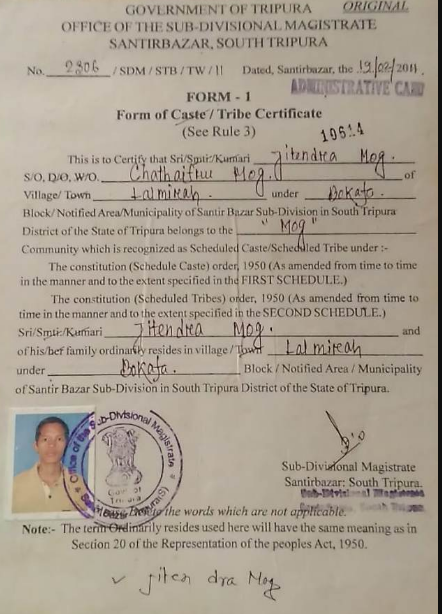 GOVERNMENT OF TRIPURA ORIGINAL
OFFICE OF THE SUB-DIVISIONAL MAGISTRATE
SANTIRBAZAR, SOUTH TRIPURA
No. 2306 / SDM / STB / TW / 11 Dated, Santirbazar, the 19/02/2011.
ADMINISTRATIVE CAMP
FORM - 1
Form of Caste / Tribe Certificate
(See Rule 3)
10514
This is to Certify that Sri/Smti/Kumari Jitendra Mog.
S/O, D/O, W/O. Chathaifru Mog. of
Village/ Town Lalmireah under Bokafa.
Block/ Notified Area/Municipality of Santir Bazar Sub-Division in South Tripura
District of the State of Tripura belongs to the "Mog"
Community which is recognized as Scheduled Caste/Scheduled Tribe under :-
The constitution (Schedule Caste) order, 1950 (As amended from time to time
in the manner and to the extent specified in the FIRST SCHEDULE.)
The constitution (Scheduled Tribes) order, 1950 (As amended from time to
time in the manner and to the extent specified in the SECOND SCHEDULE.)
Sri/Smti:/Kumari Jitendra Mog. and
of his/her family ordinarily resides in village / Town Lalmireah
under Bokafa. Block / Notified Area / Municipality
of Santir Bazar Sub-Division in South Tripura District of the State of Tripura.
Office of the Sub-Divisional Magistrate
Govt. of Tripura
Sub-Divisional Magistrate
Santirbazar: South Tripura.
Sub-Divisional Magistrate
South Tripura
the words which are not applicable.
Note:- The term Ordinarily resides used here will have the same meaning as in
Section 20 of the Representation of the peoples Act, 1950.
Jiten dra Mog